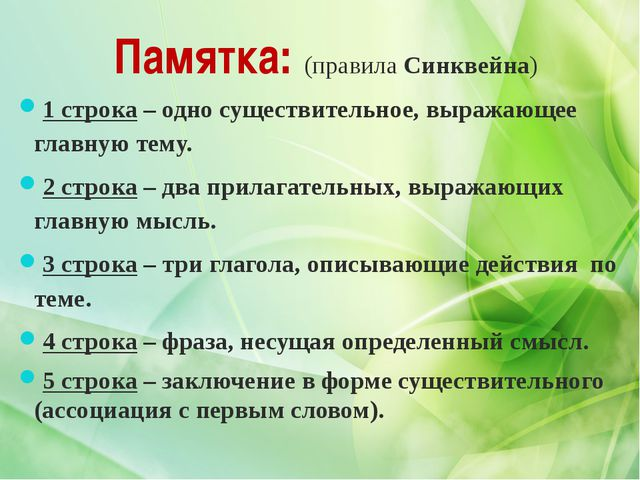 Памятка: (правила Синквейна)
1 строка – одно существительное, выражающее
главную тему.
2 строка – два прилагательных, выражающих
главную мысль.
3 строка – три глагола, описывающие действия по
теме.
4 строка – фраза, несущая определенный смысл.
5 строка – заключение в форме существительного
(ассоциация с первым словом).